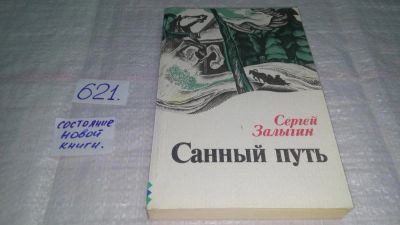 621.
состояние
новой
книги.
Сергей
Залыгин
Санный путь